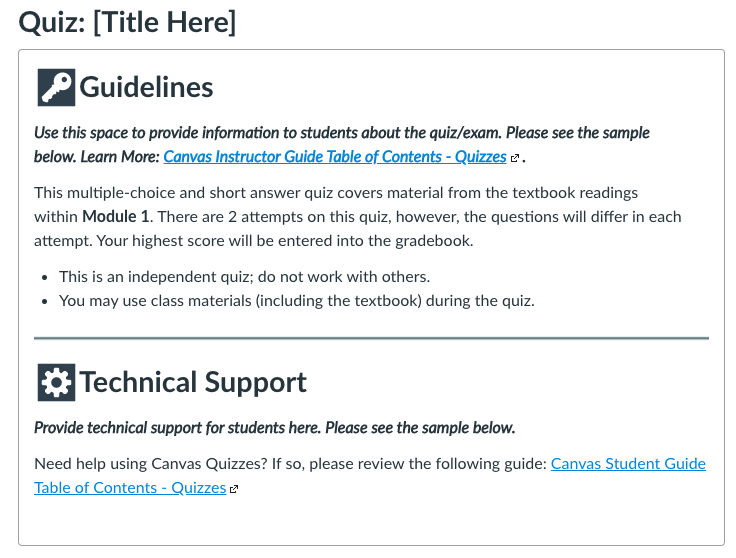 Quiz: [Title Here]
Guidelines
Use this space to provide information to students about the quiz/exam. Please see the sample
below. Learn More: Canvas Instructor Guide Table of Contents - Quizzes .
This multiple-choice and short answer quiz covers material from the textbook readings
within Module 1. There are 2 attempts on this quiz, however, the questions will differ in each
attempt. Your highest score will be entered into the gradebook.
• This is an independent quiz; do not work with others.
• You may use class materials (including the textbook) during the quiz.
Technical Support
Provide technical support for students here. Please see the sample below.
Need help using Canvas Quizzes? If so, please review the following guide: Canvas Student Guide
Table of Contents - Quizzes